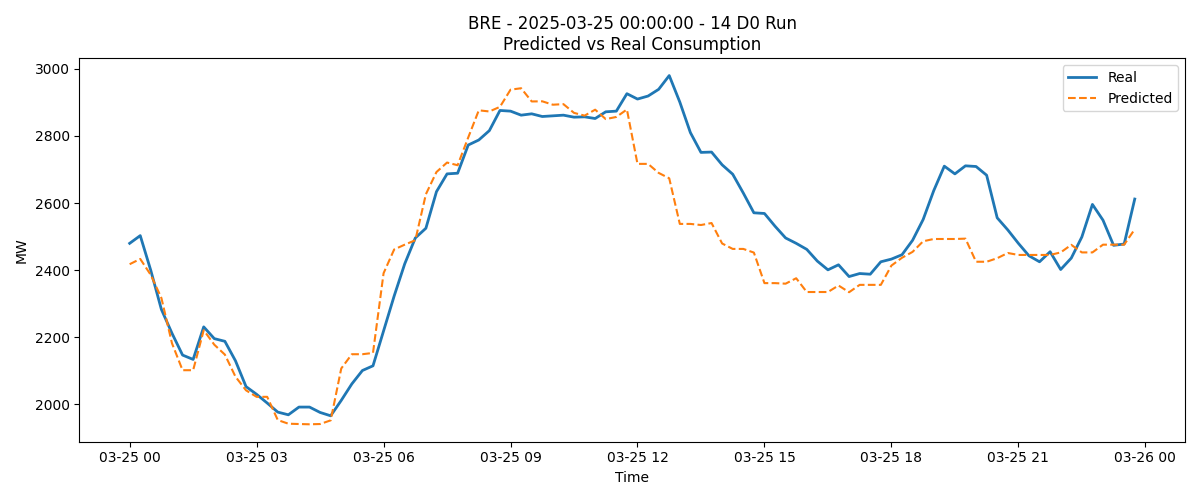 BRE - 2025-03-25 00:00:00 - 14 D0 Run
Predicted vs Real Consumption
Real
Predicted
MW
3000
2800
2600
2400
2200
2000
03-25 00
03-25 03
03-25 06
03-25 09
03-25 12
03-25 15
03-25 18
03-25 21
03-26 00
Time